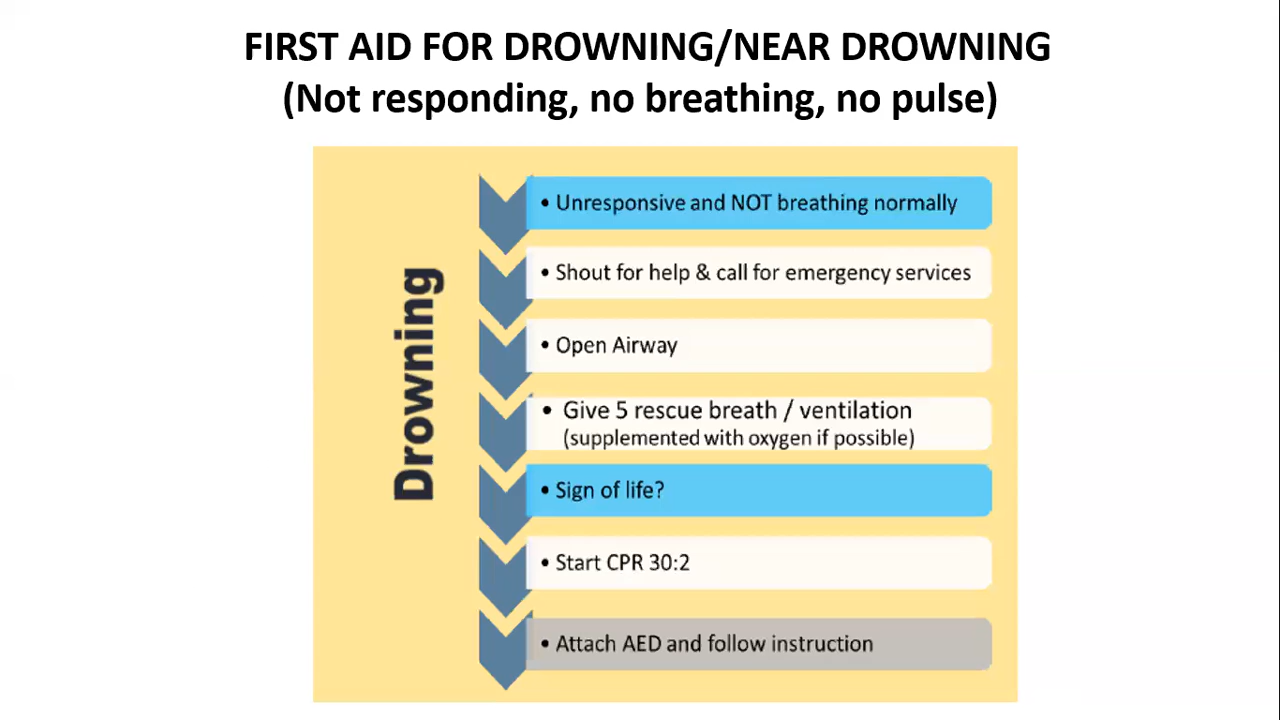 FIRST AID FOR DROWNING/NEAR DROWNING
(Not responding, no breathing, no pulse)
Drowning
• Unresponsive and NOT breathing normally
• Shout for help & call for emergency services
• Open Airway
• Give 5 rescue breath / ventilation
(supplemented with oxygen if possible)
• Sign of life?
• Start CPR 30:2
• Attach AED and follow instruction